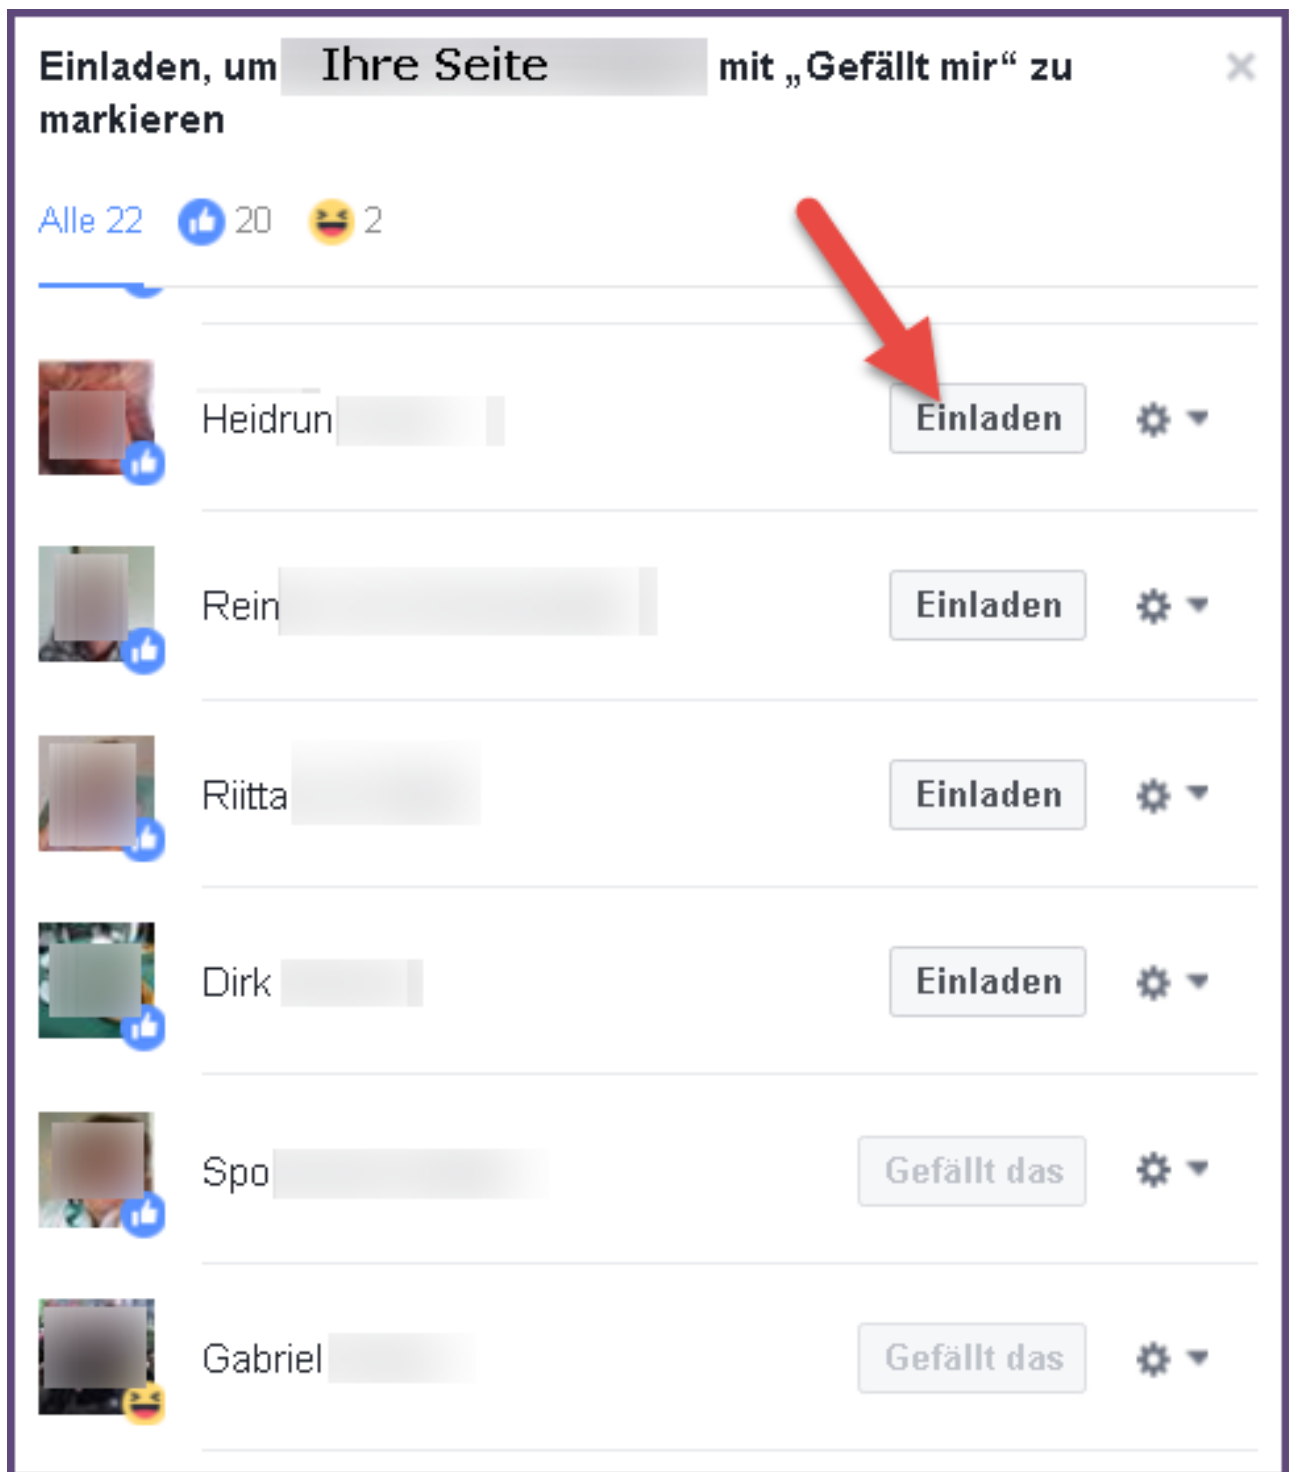 Einladen, um Ihre Seite mit „Gefällt mir“ zu
markieren
Alle 22 20 2
Heidrun Einladen
Rein Einladen
Riitta Einladen
Dirk Einladen
Spo Gefällt das
Gabriel Gefällt das